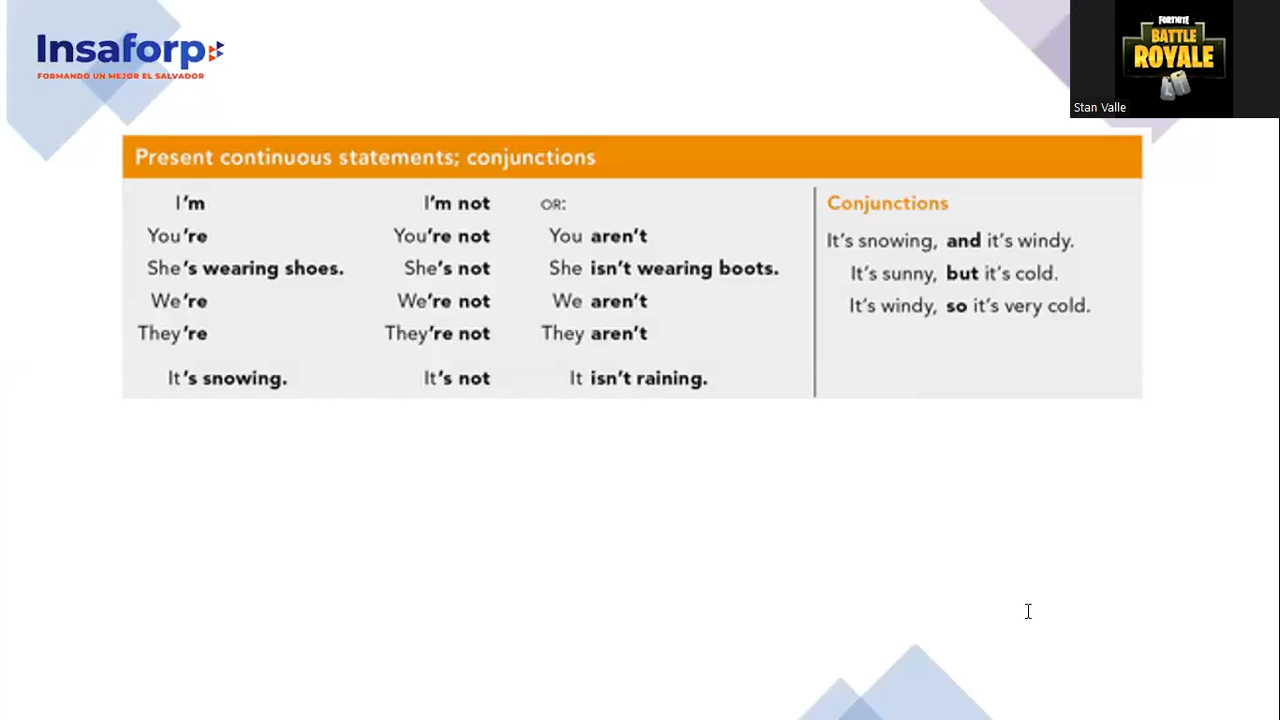 Insaforp
FORMANDO UN MEJOR EL SALVADOR
FORTNITE
BATTLE
ROYALE
Stan Valle
Present continuous statements; conjunctions
I'm I'm not OR:
You're You're not You aren't
She's wearing shoes. She's not She isn't wearing boots.
We're We're not We aren't
They're They're not They aren't
It's snowing. It's not It isn't raining.
Conjunctions
It's snowing, and it's windy.
It's sunny, but it's cold.
It's windy, so it's very cold.